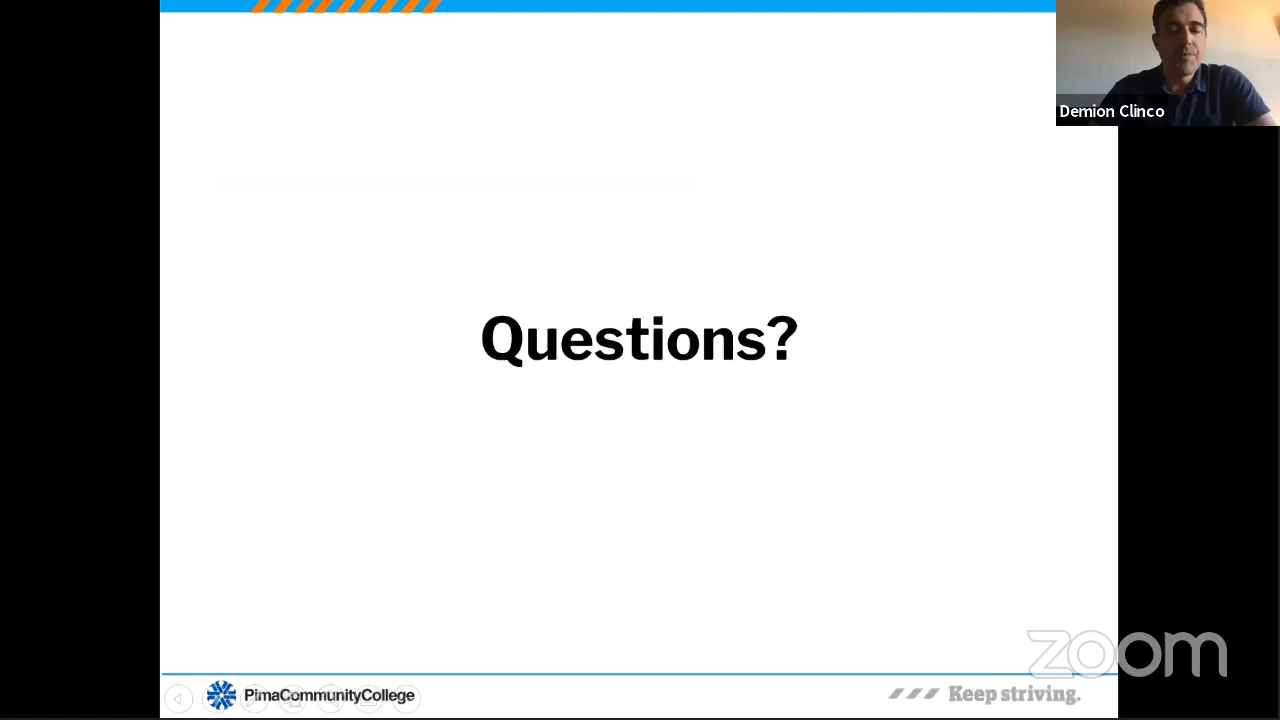 Demion Clinco
Questions?
zoom
PimaCommunityCollege
Keep striving.